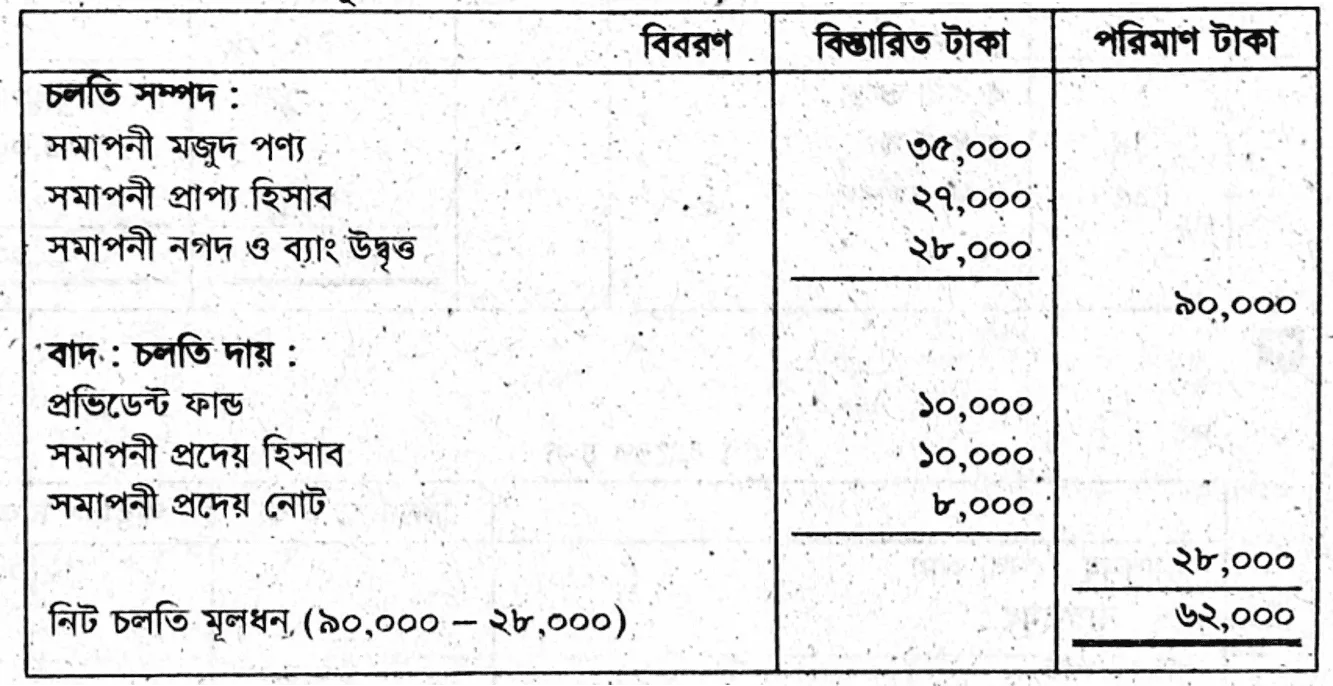 বিবরণ বিস্তারিত টাকা পরিমাণ টাকা
চলতি সম্পদ :
সমাপনী মজুদ পণ্য ৩৫,০০০
সমাপনী প্রাপ্য হিসাব ২৭,০০০
সমাপনী নগদ ও ব্যাং উদ্বৃত্ত ২৮,০০০
৯০,০০০
বাদ : চলতি দায় :
প্রভিডেন্ট ফান্ড ১০,০০০
সমাপনী প্রদেয় হিসাব ১০,০০০
সমাপনী প্রদেয় নোট ৮,০০০
২৮,০০০
নিট চলতি মূলধন (৯০,০০০ – ২৮,০০০) ৬২,০০০